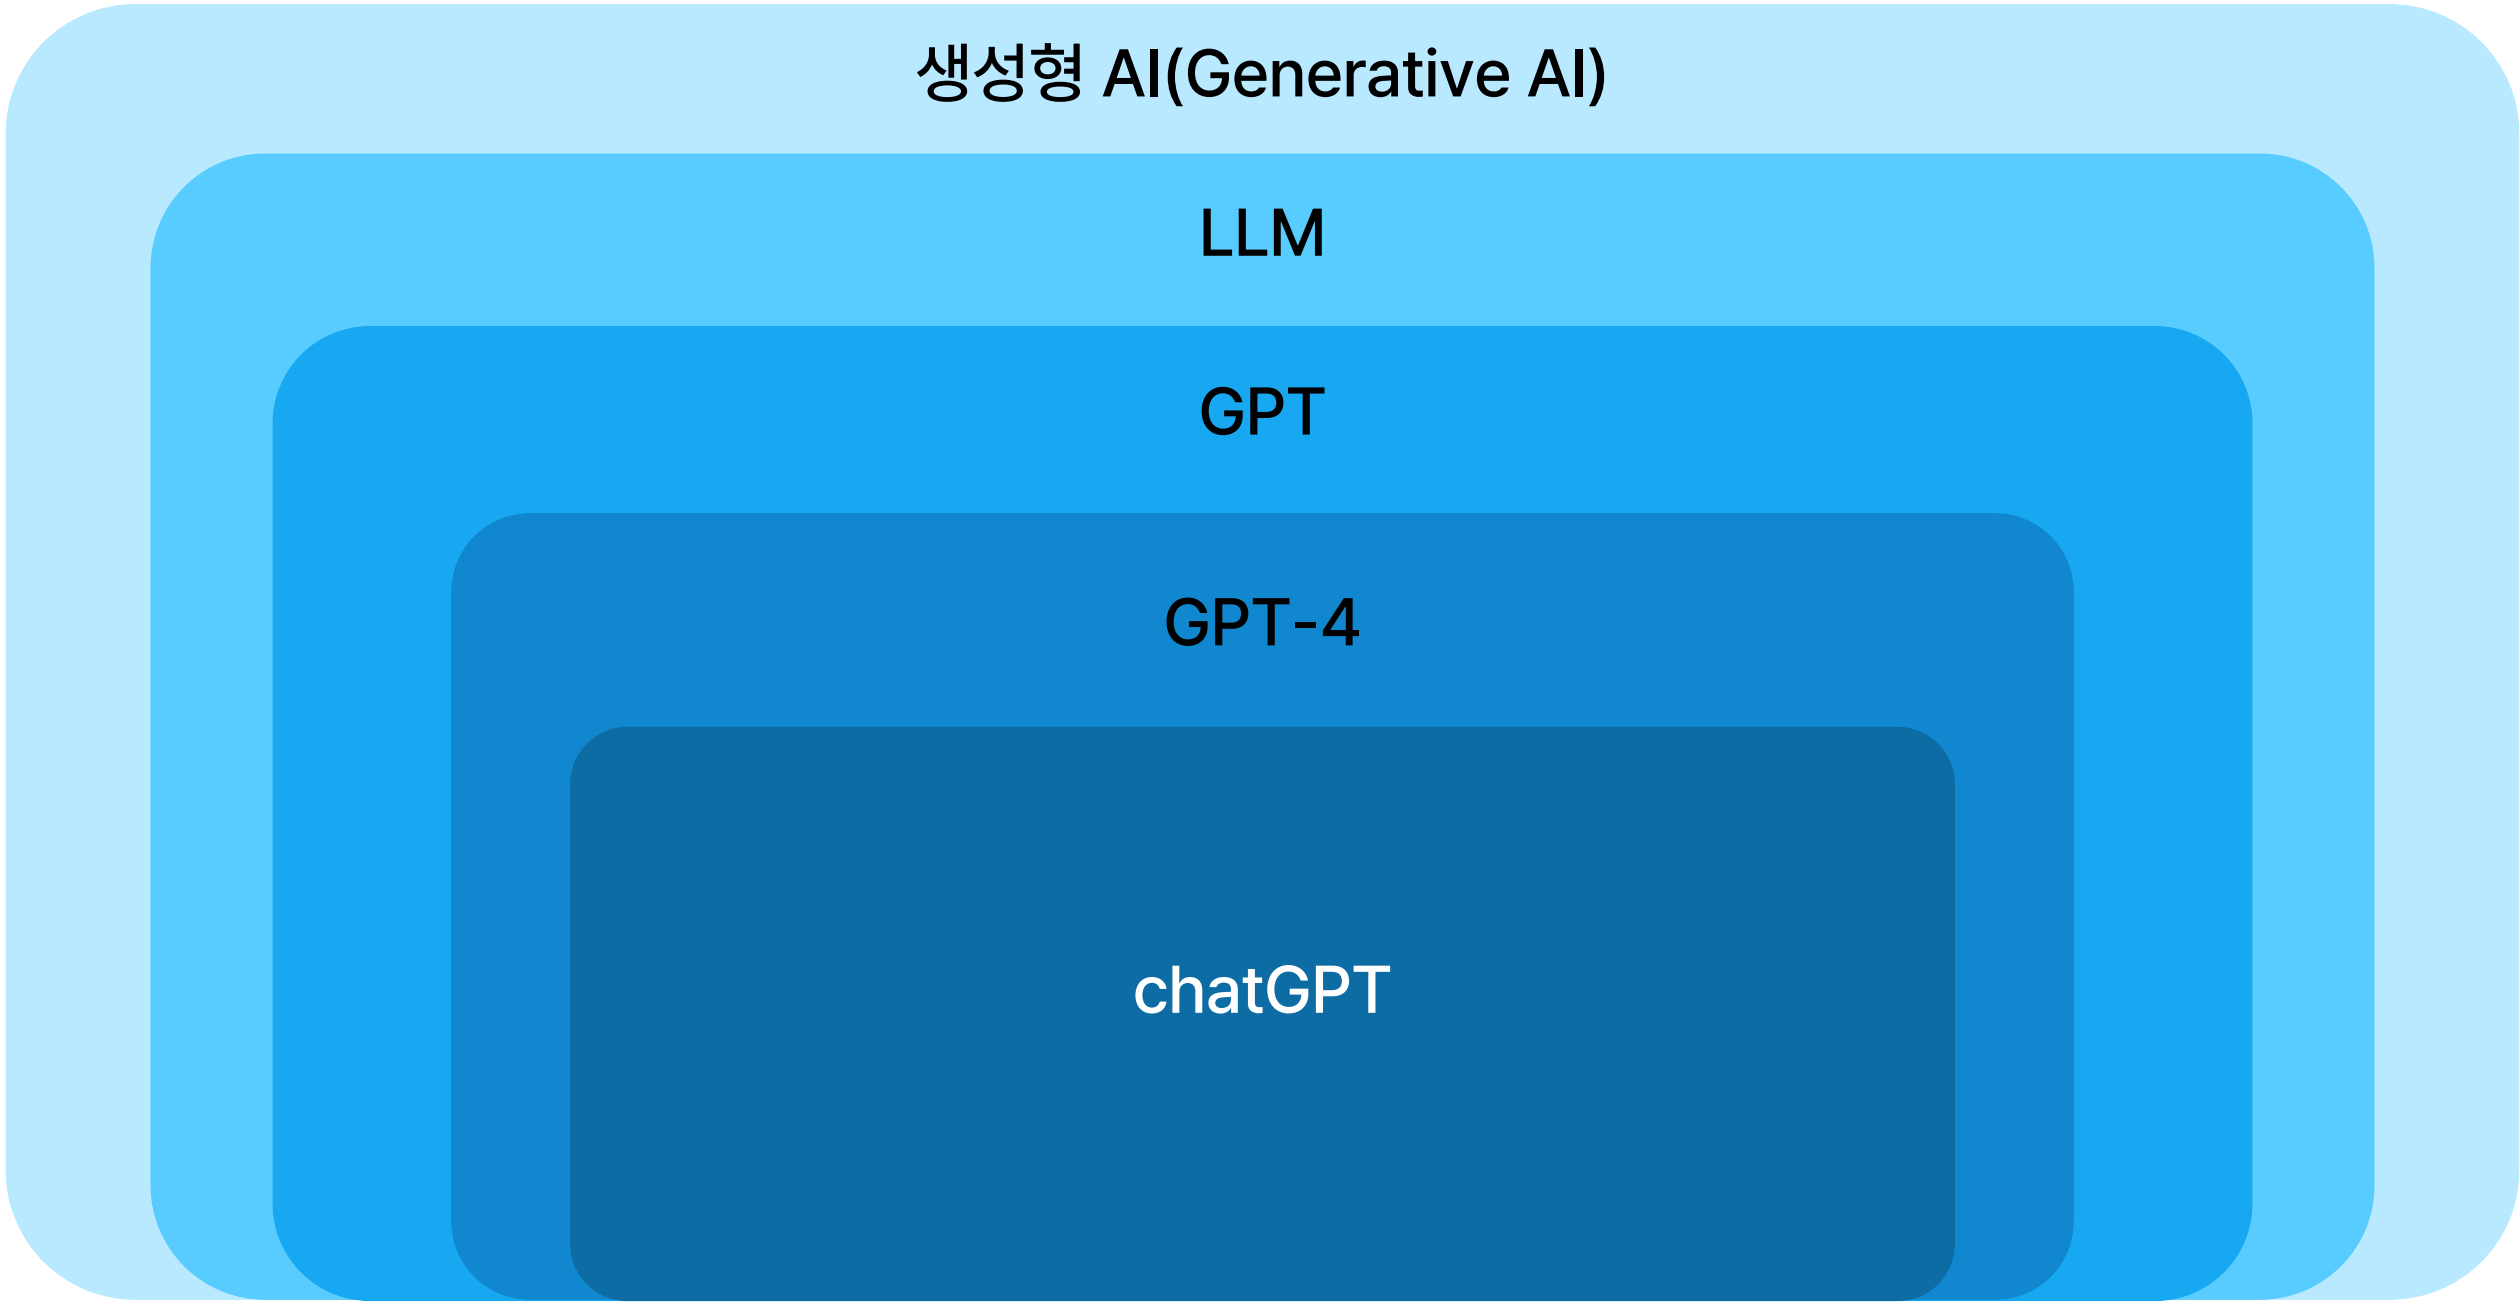 생성형 AI(Generative AI)
LLM
GPT
GPT-4
chatGPT